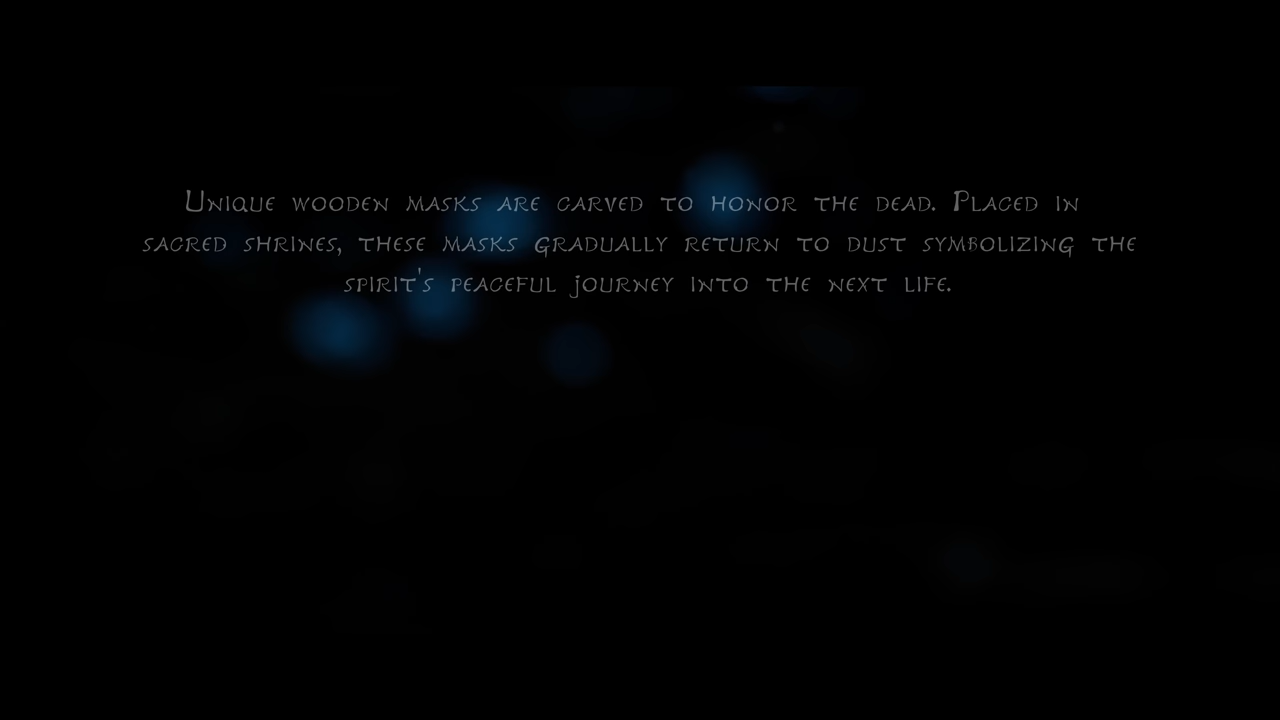 Unique wooden masks are carved to honor the dead. Placed in
sacred shrines, these masks gradually return to dust symbolizing the
spirit's peaceful journey into the next life.